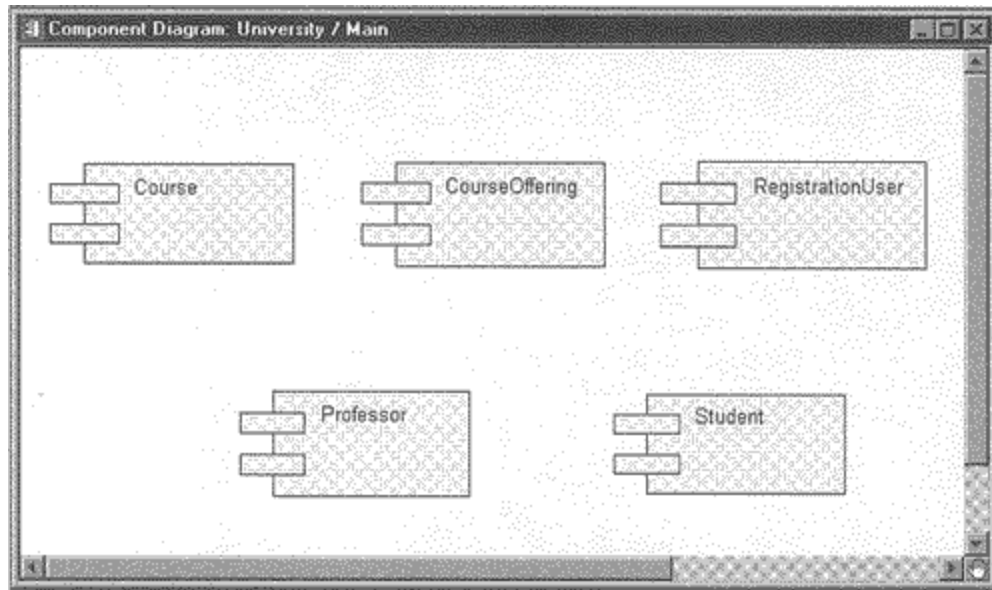 Component Diagram: University / Main
Course
CourseOffering
RegistrationUser
Professor
Student